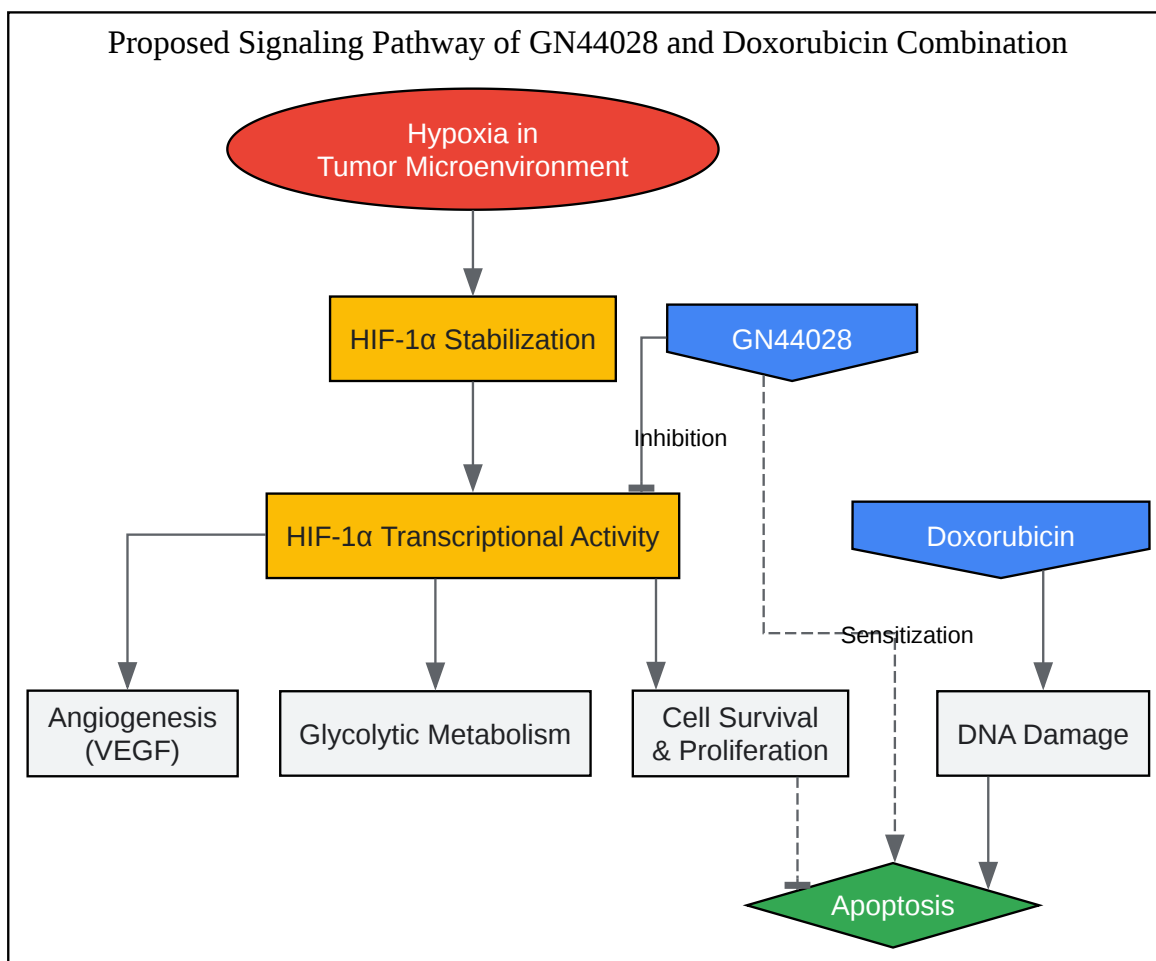 Proposed Signaling Pathway of GN44028 and Doxorubicin Combination
Hypoxia in
Tumor Microenvironment
HIF-1α Stabilization
GN44028
Inhibition
HIF-1α Transcriptional Activity
Doxorubicin
Sensitization
Angiogenesis
(VEGF)
Glycolytic Metabolism
Cell Survival
& Proliferation
DNA Damage
Apoptosis